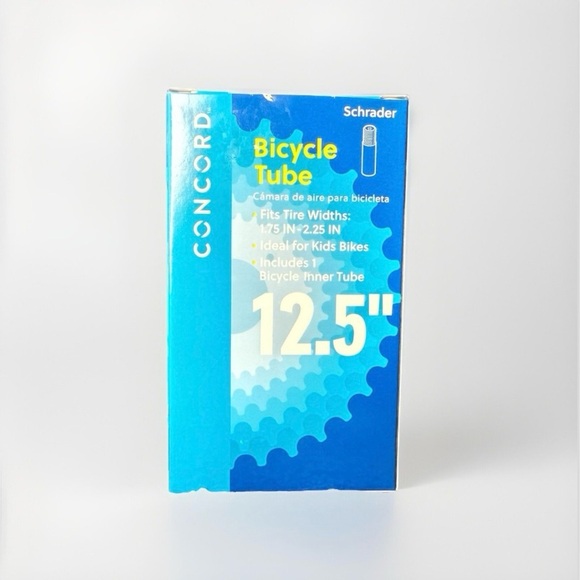 CONCORD
Schrader
Bicycle
Tube
Cámara de aire para bicicleta
• Fits Tire Widths:
1.75 IN-2.25 IN
• Ideal for Kids Bikes
• Includes 1
Bicycle Inner Tube
12.5"